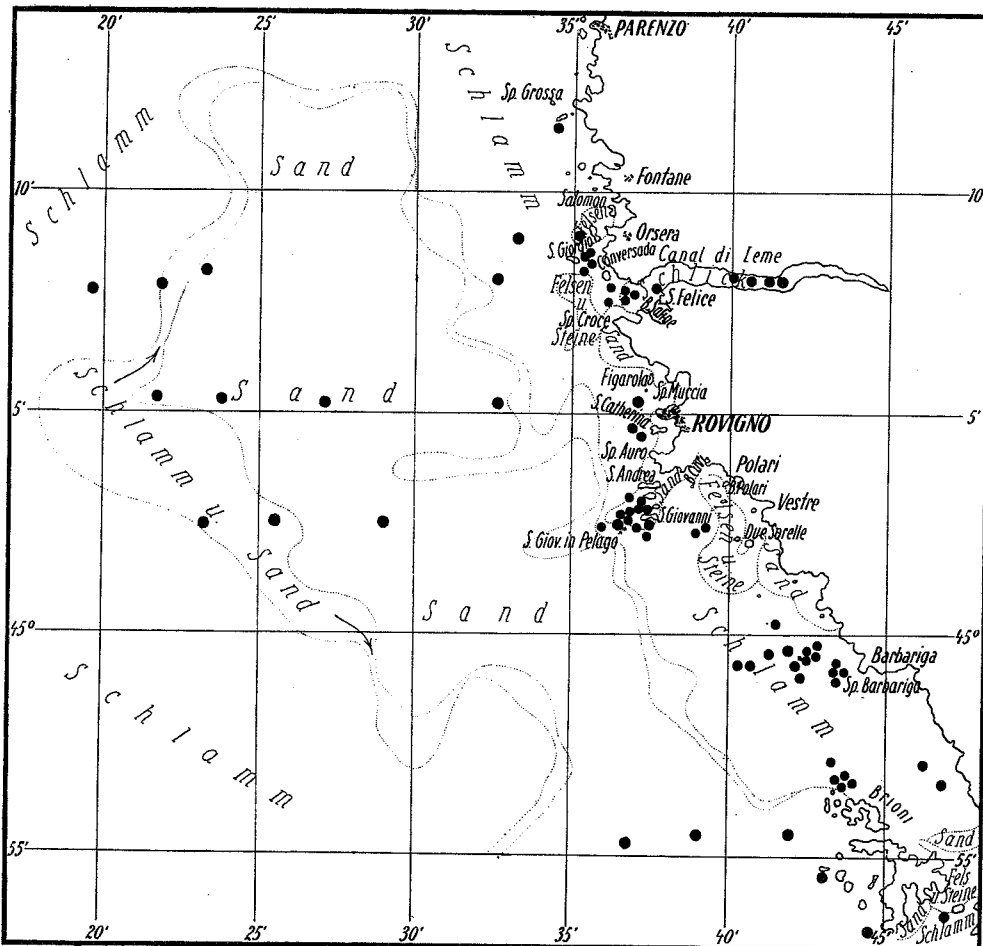 20'
25'
30'
35'
40'
45'
PARENZO
Schlamm
Schlamm
Sp. Grossa
Sand
10'
10
Fontane
Salomon
Felsen
Orsera
S. Giorgio
Conversada
Canal di Leme
Schlick
S. Felice
Felsen
u.
Sp. Croce
Steine
Sand
Figarola
Sp. Muccia
Schlamm
u.
Sand
Sand
5'
5'
S. Catherina
ROVIGNO
Sp. Auro
S. Andrea
Sand
Polari
B. Polari
Vestre
S. Giovanni
Due Sorelle
S. Giov. in Pelago
Felsen u.
Steine
Sand
Sand
45°
45°
Schlamm
Barbariga
Sp. Barbariga
Schlamm
Brioni
55'
55'
Sand
Fels
u. Steine
Sand
Schlamm
20'
25'
30'
35'
40'
45'